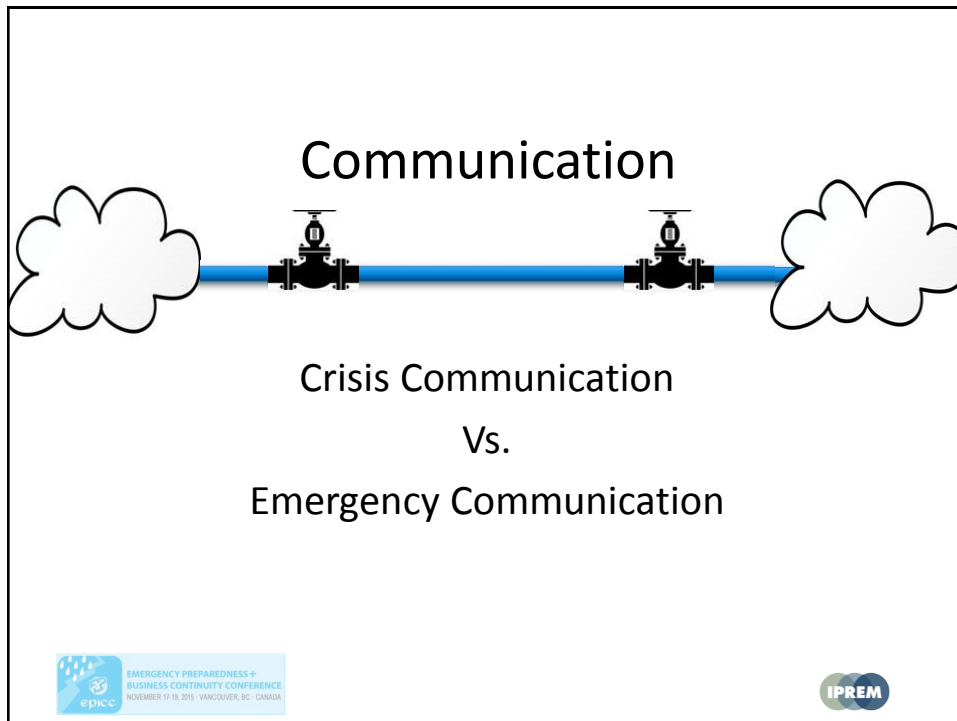 Communication
Crisis Communication
Vs.
Emergency Communication
epicc
EMERGENCY PREPAREDNESS+
BUSINESS CONTINUITY CONFERENCE
NOVEMBER 17-19, 2015 · VANCOUVER, BC · CANADA
IPREM